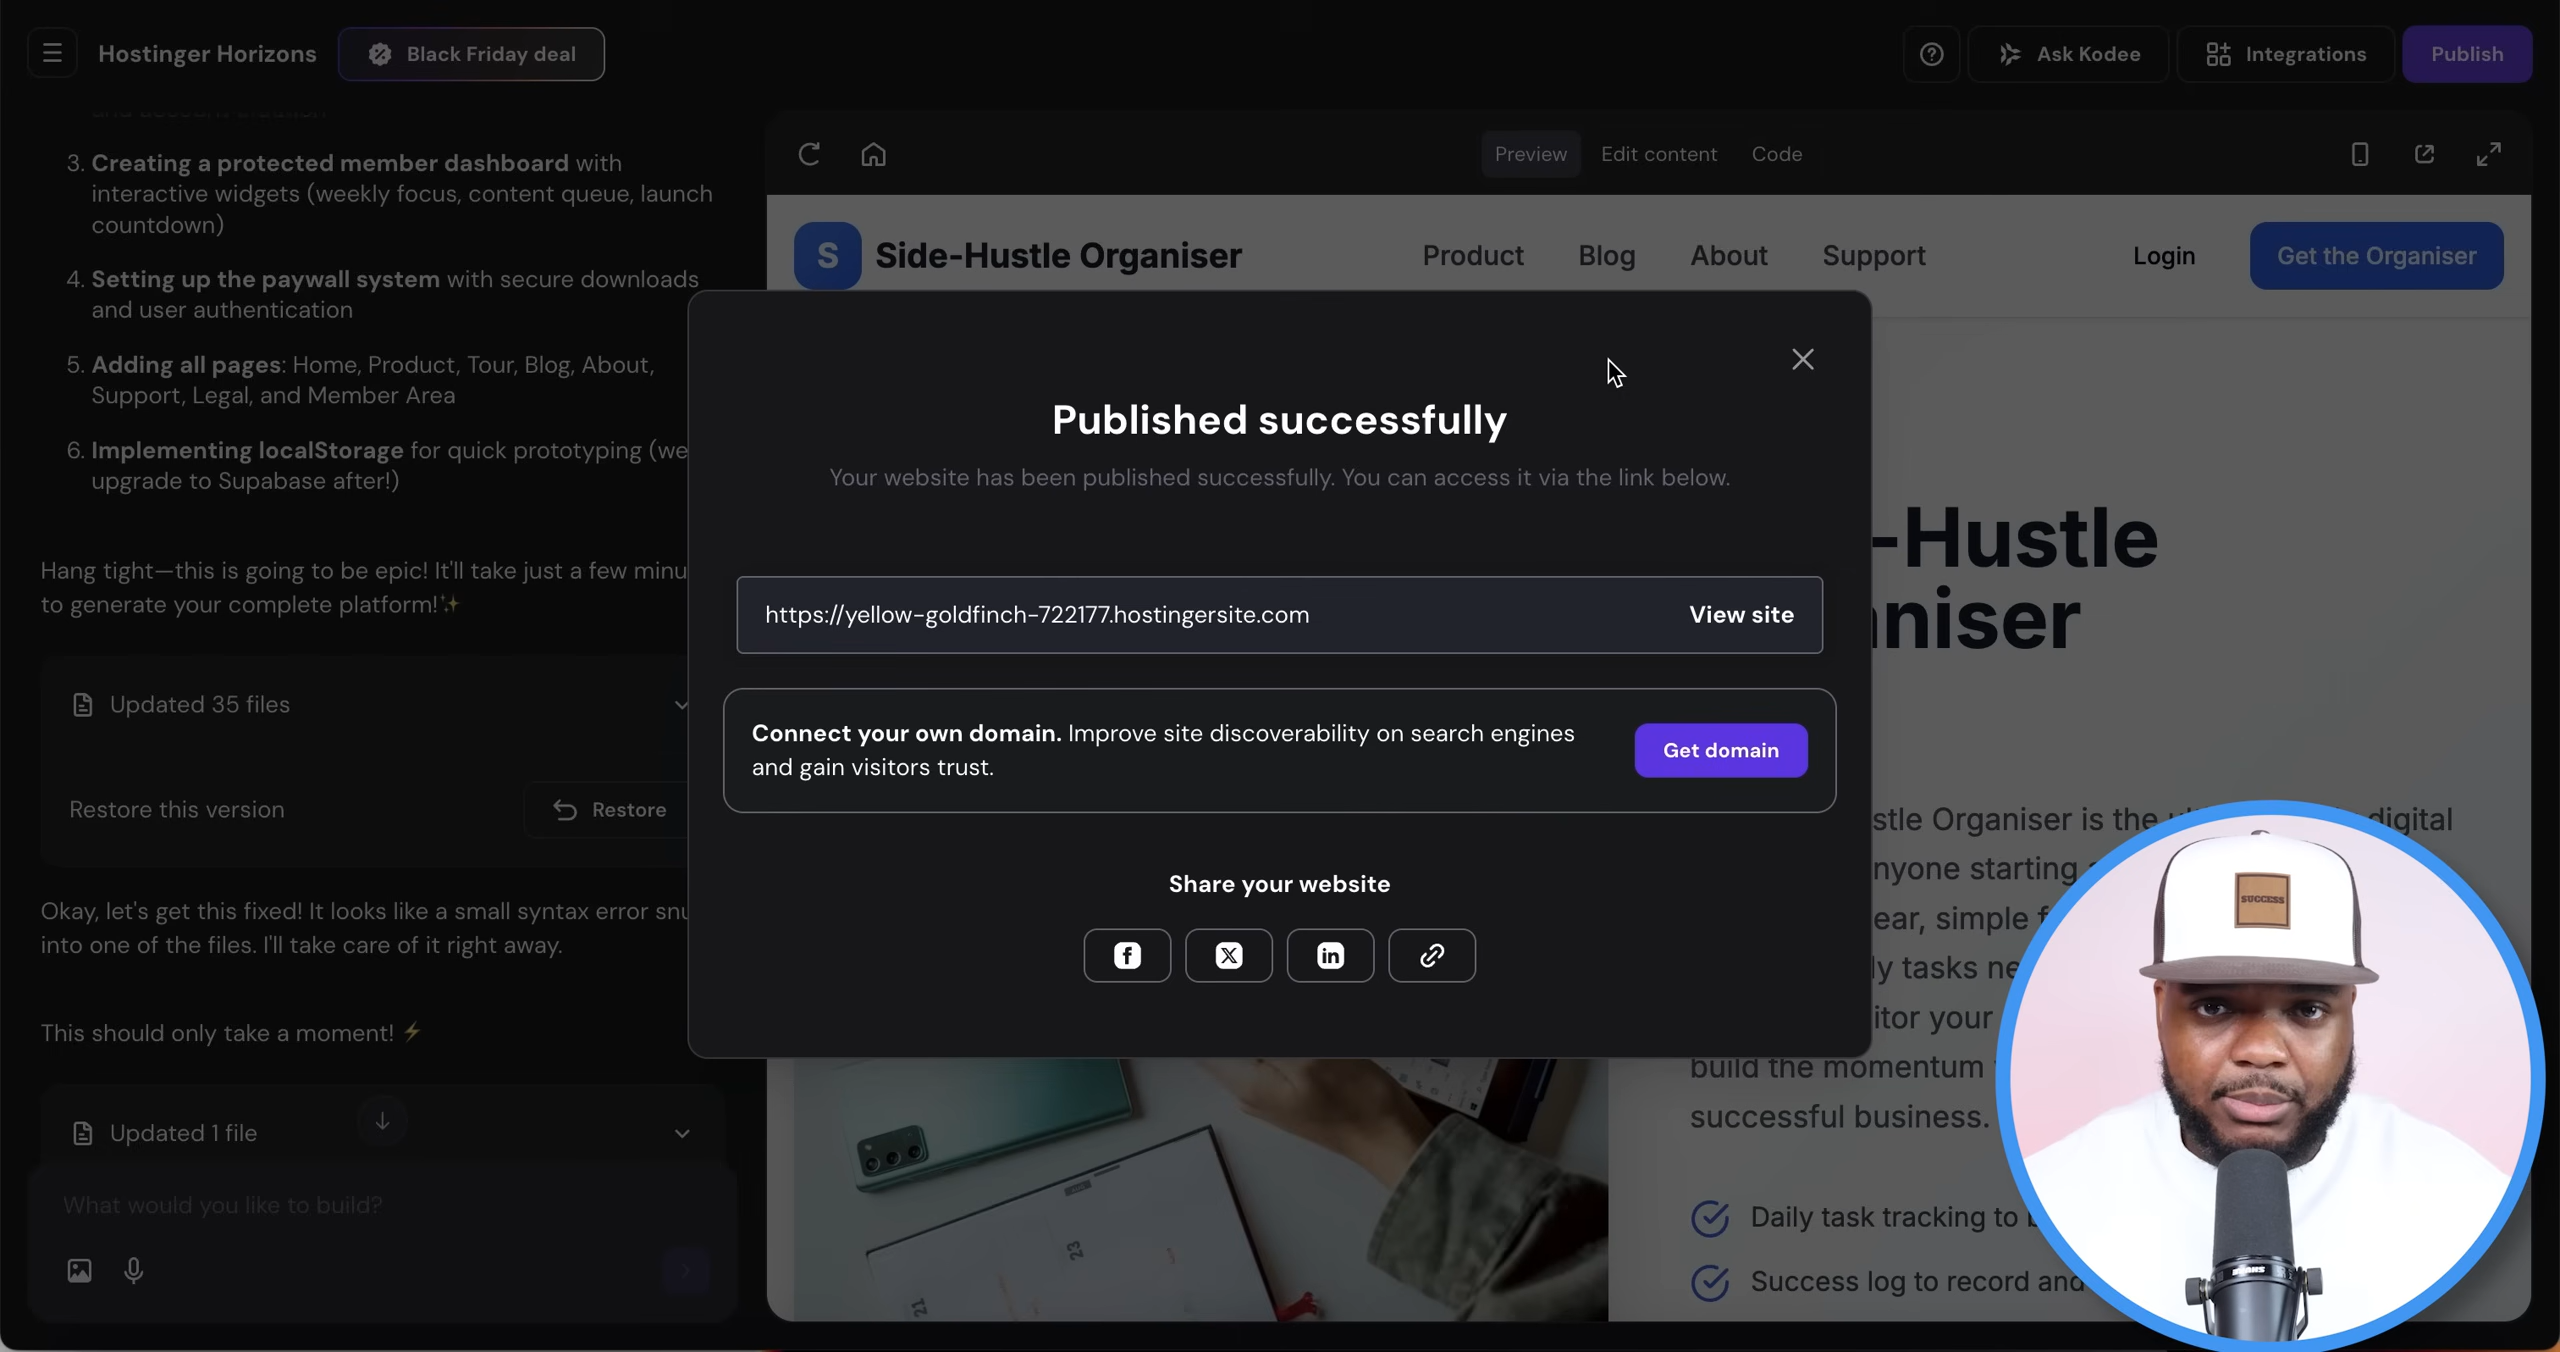 Hostinger Horizons
Black Friday deal
Ask Kodee
Integrations
Publish
3. Creating a protected member dashboard with
interactive widgets (weekly focus, content queue, launch
countdown)
4. Setting up the paywall system with secure downloads
and user authentication
5. Adding all pages: Home, Product, Tour, Blog, About,
Support, Legal, and Member Area
6. Implementing localStorage for quick prototyping (we
upgrade to Supabase after!)
Hang tight—this is going to be epic! It'll take just a few
to generate your complete platform!✨
Updated 35 files
Restore this version
Restore
Okay, let's get this fixed! It looks like a small syntax error
into one of the files. I'll take care of it right away.
This should only take a moment! ⚡
Updated 1 file
What would you like to build?
Preview
Edit content
Code
S
Side-Hustle Organiser
Product
Blog
About
Support
Login
Get the Organiser
Published successfully
Your website has been published successfully. You can access it via the link below.
https://yellow-goldfinch-722177.hostingersite.com
View site
Connect your own domain. Improve site discoverability on search engines
and gain visitors trust.
Get domain
Share your website
-Hustle
niser
stle Organiser is the digital
nyone starting
ear, simple
ly tasks
itor your
build the momentum
successful business.
Daily task tracking to
Success log to record and
SUCCESS
23
21